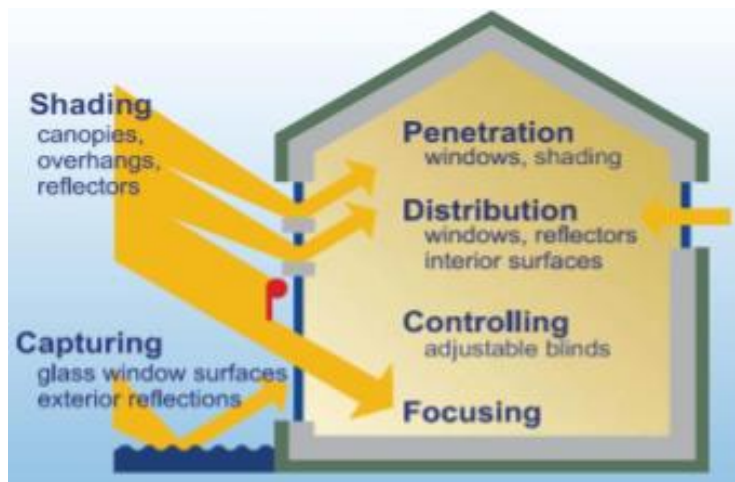 Shading
canopies,
overhangs,
reflectors
Capturing
glass window surfaces
exterior reflections
Penetration
windows, shading
Distribution
windows, reflectors
interior surfaces
Controlling
adjustable blinds
Focusing